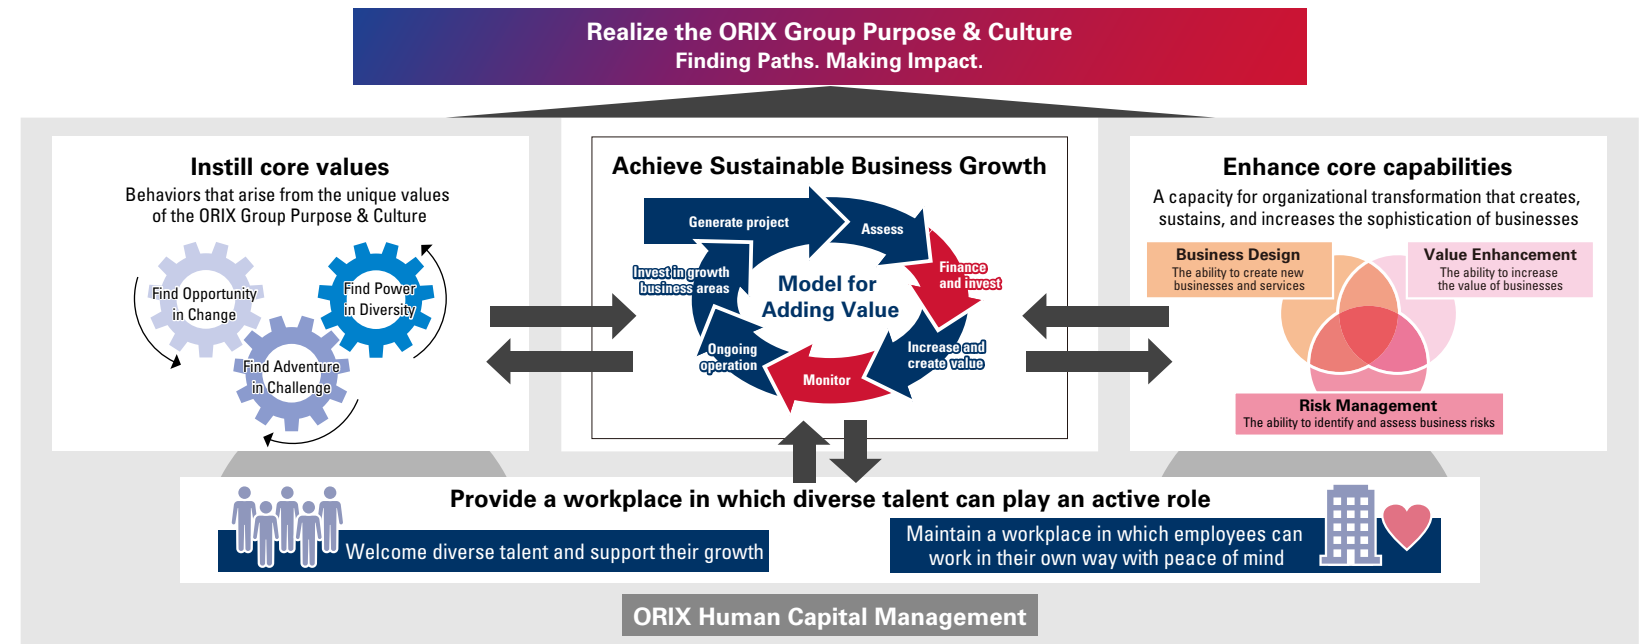 Realize the ORIX Group Purpose & Culture
Finding Paths. Making Impact.
Instill core values
Behaviors that arise from the unique values
of the ORIX Group Purpose & Culture
Find Opportunity
in Change
Find Power
in Diversity
Find Adventure
in Challenge
Achieve Sustainable Business Growth
Generate project
Assess
Finance
and invest
Increase and
create value
Monitor
Ongoing
operation
Invest in growth
business areas
Model for
Adding Value
Enhance core capabilities
A capacity for organizational transformation that creates,
sustains, and increases the sophistication of businesses
Business Design
The ability to create new
businesses and services
Value Enhancement
The ability to increase
the value of businesses
Risk Management
The ability to identify and assess business risks
Provide a workplace in which diverse talent can play an active role
Welcome diverse talent and support their growth
Maintain a workplace in which employees can
work in their own way with peace of mind
ORIX Human Capital Management